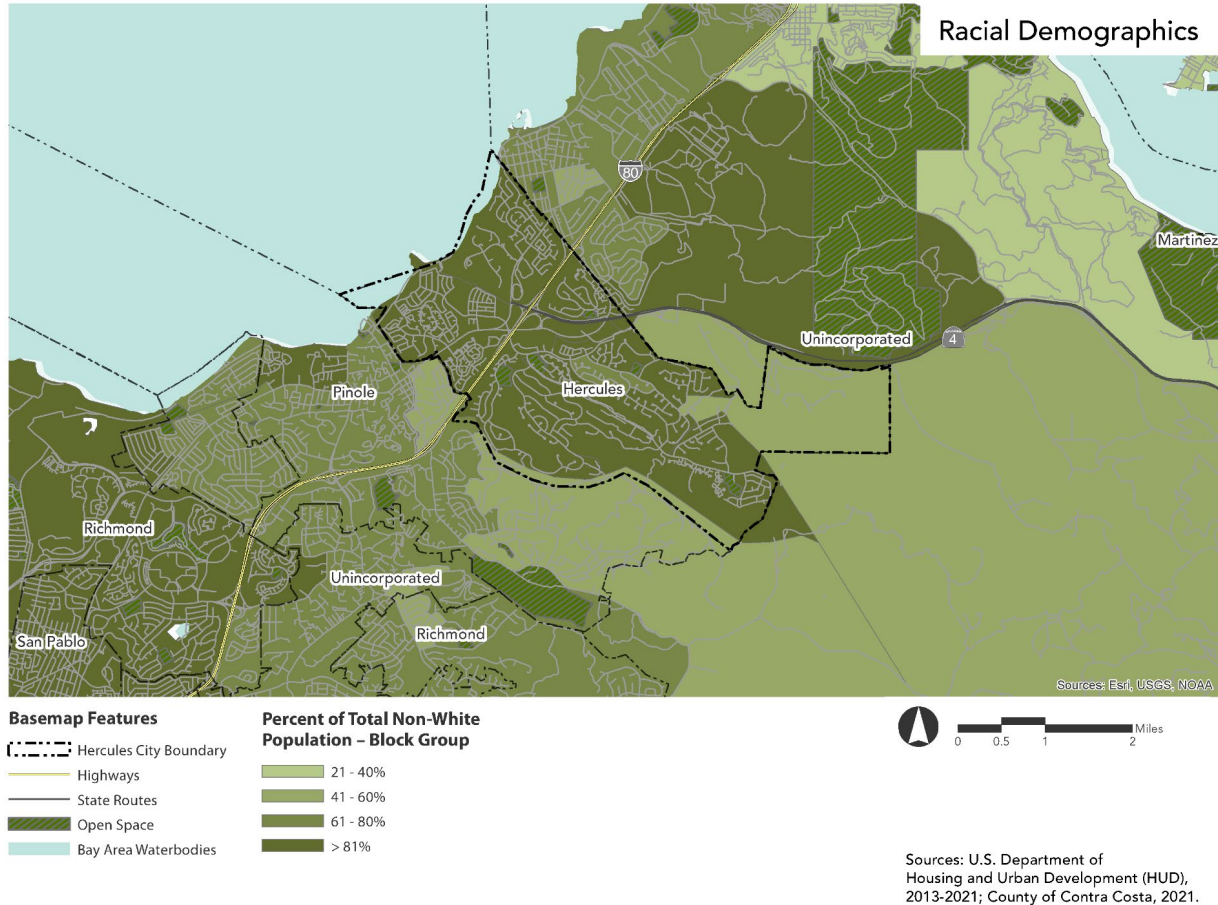 Racial Demographics
80
Martinez
Unincorporated
4
Pinole
Hercules
Richmond
Unincorporated
Richmond
San Pablo
Sources: Esri, USGS, NOAA
Basemap Features
Hercules City Boundary
Highways
State Routes
Open Space
Bay Area Waterbodies
Percent of Total Non-White
Population – Block Group
21 - 40%
41 - 60%
61 - 80%
> 81%
0 0.5 1 2 Miles
Sources: U.S. Department of
Housing and Urban Development (HUD),
2013-2021; County of Contra Costa, 2021.